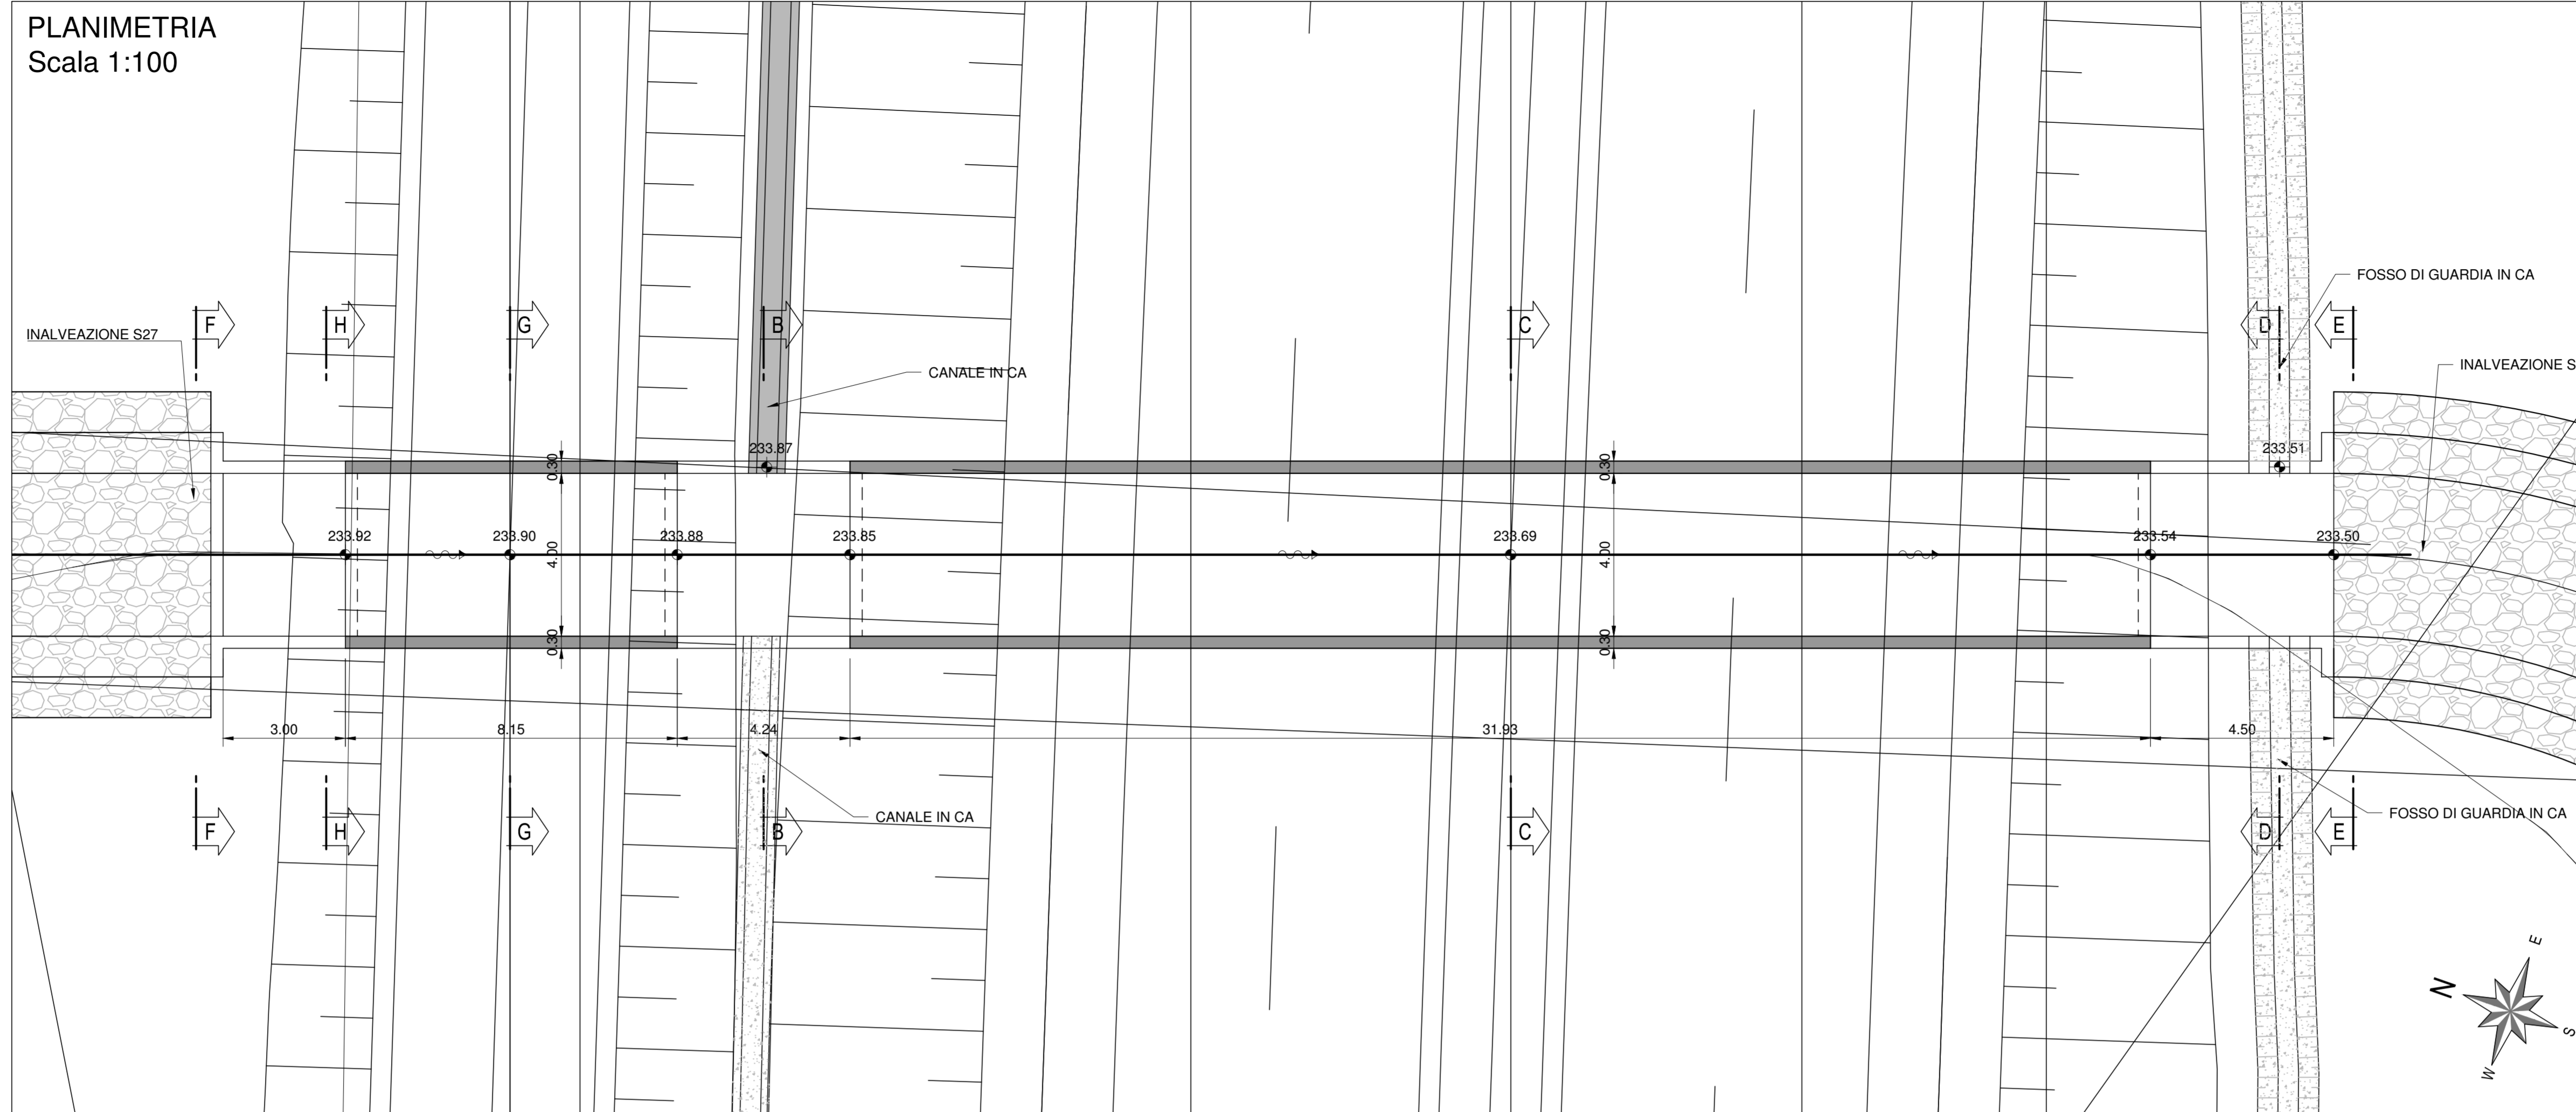 PLANIMETRIA
Scala 1:100
FOSSO DI GUARDIA IN CA
F
H
G
B
C
D
E
INALVEAZIONE S27
CANALE IN CA
INALVEAZIONE S
233.87
233.51
0.30
0.30
233.92
233.90
233.88
233.85
233.69
233.54
233.50
4.00
4.00
0.30
0.30
3.00
8.15
4.24
31.93
4.50
CANALE IN CA
FOSSO DI GUARDIA IN CA
F
H
G
B
C
D
E
E
N
S
W